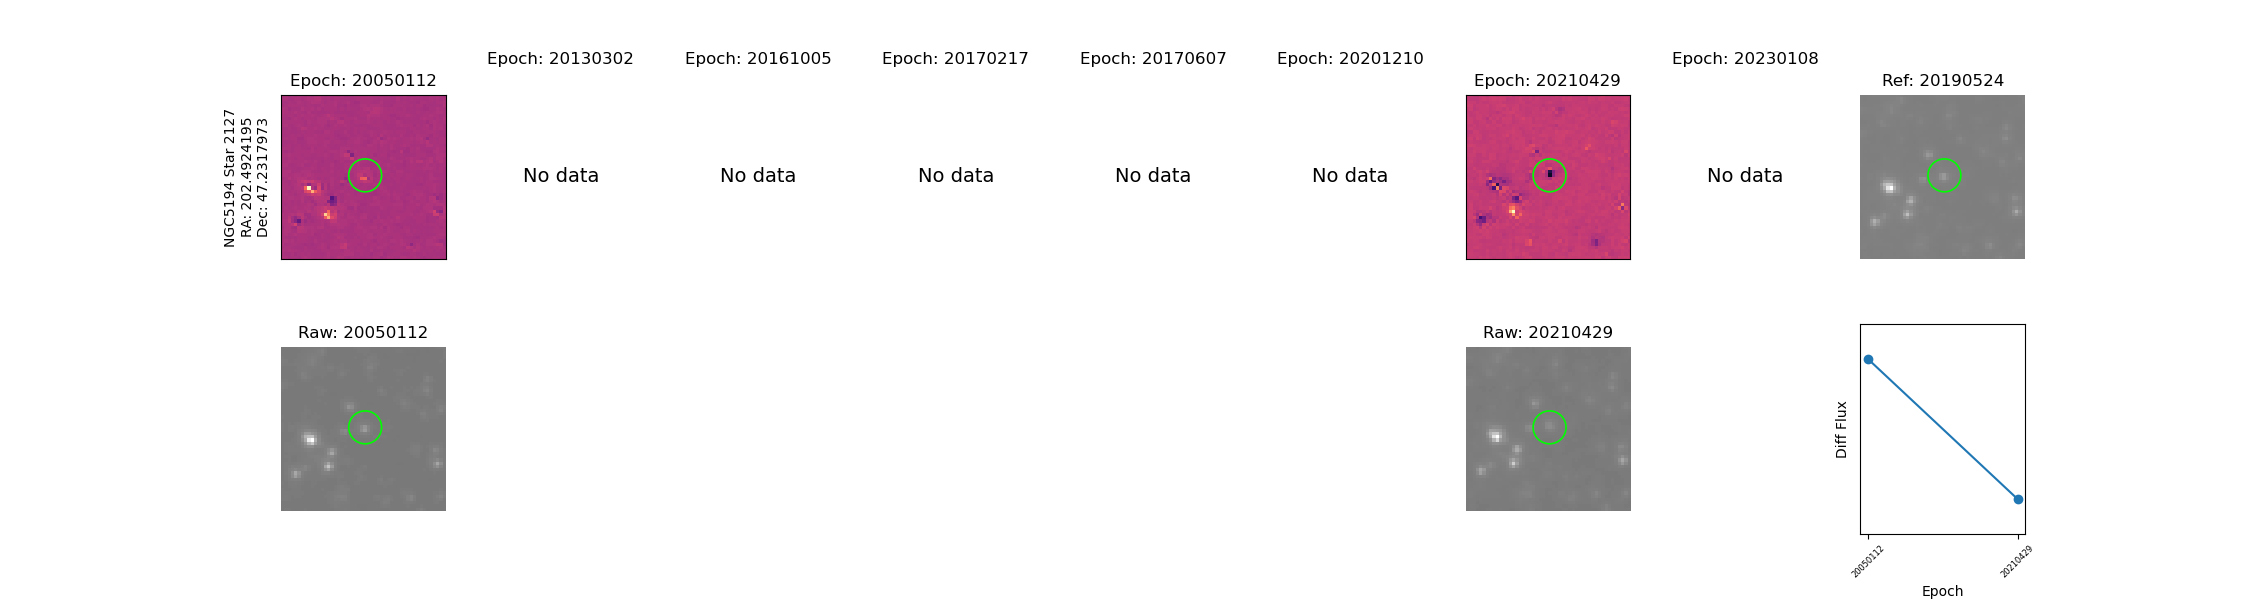 Epoch: 20050112
Epoch: 20130302
Epoch: 20161005
Epoch: 20170217
Epoch: 20170607
Epoch: 20201210
Epoch: 20210429
Epoch: 20230108
Ref: 20190524
NGC5194 Star 2127
RA: 202.4924195
Dec: 47.2317973
No data
No data
No data
No data
No data
No data
Raw: 20050112
Raw: 20210429
Diff Flux
20050112
20210429
Epoch